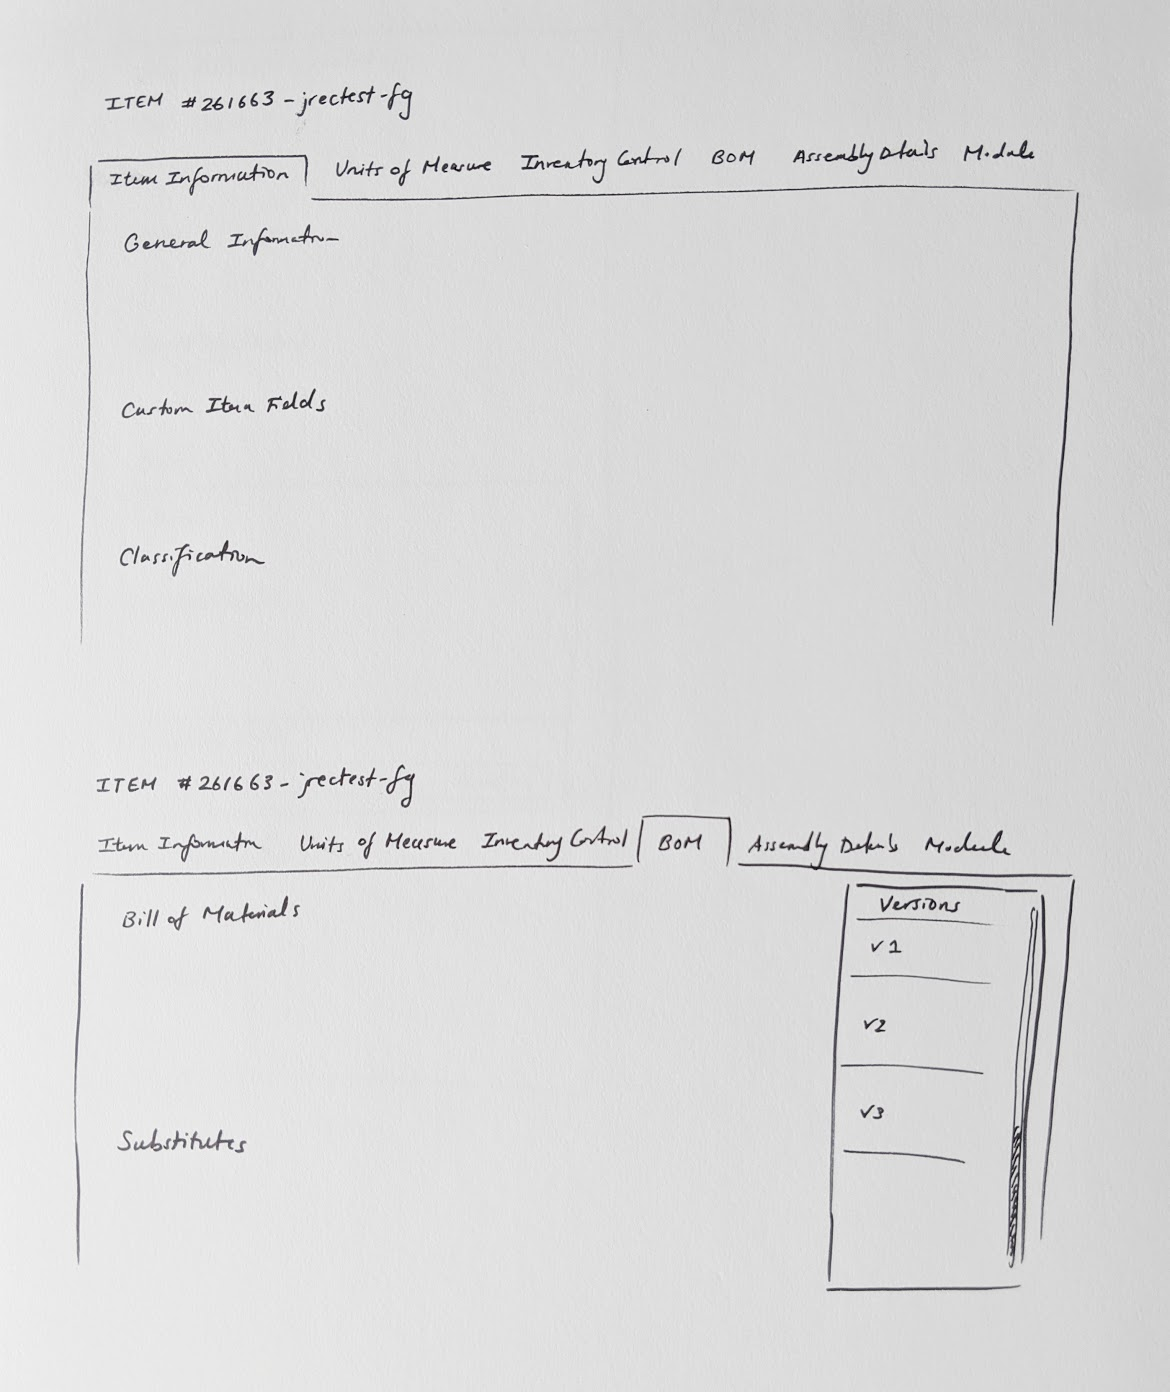 ITEM #261663-jrectest-fg
Item Information Units of Measure Inventory Control BOM Assembly Details Module
General Information
Custom Item Fields
Classification
ITEM #261663-jrectest-fg
Item Information Units of Measure Inventory Control BOM Assembly Details Module
Bill of Materials
Versions
v1
v2
v3
Substitutes